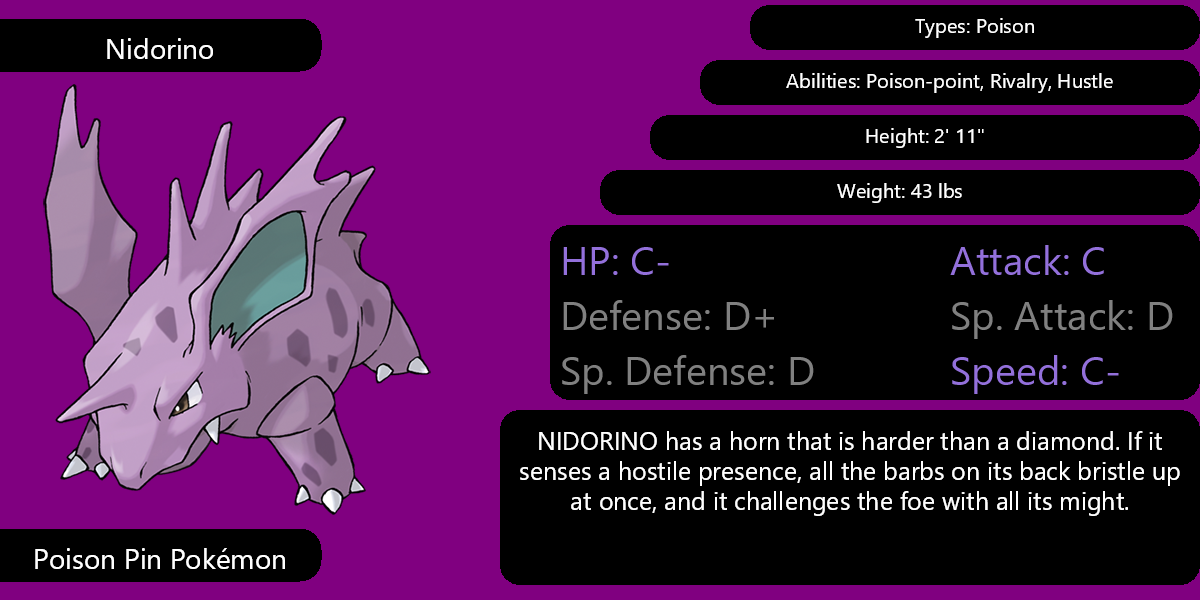 Nidorino
Types: Poison
Abilities: Poison-point, Rivalry, Hustle
Height: 2' 11"
Weight: 43 lbs
HP: C-
Attack: C
Defense: D+
Sp. Attack: D
Sp. Defense: D
Speed: C-
NIDORINO has a horn that is harder than a diamond. If it
senses a hostile presence, all the barbs on its back bristle up
at once, and it challenges the foe with all its might.
Poison Pin Pokémon